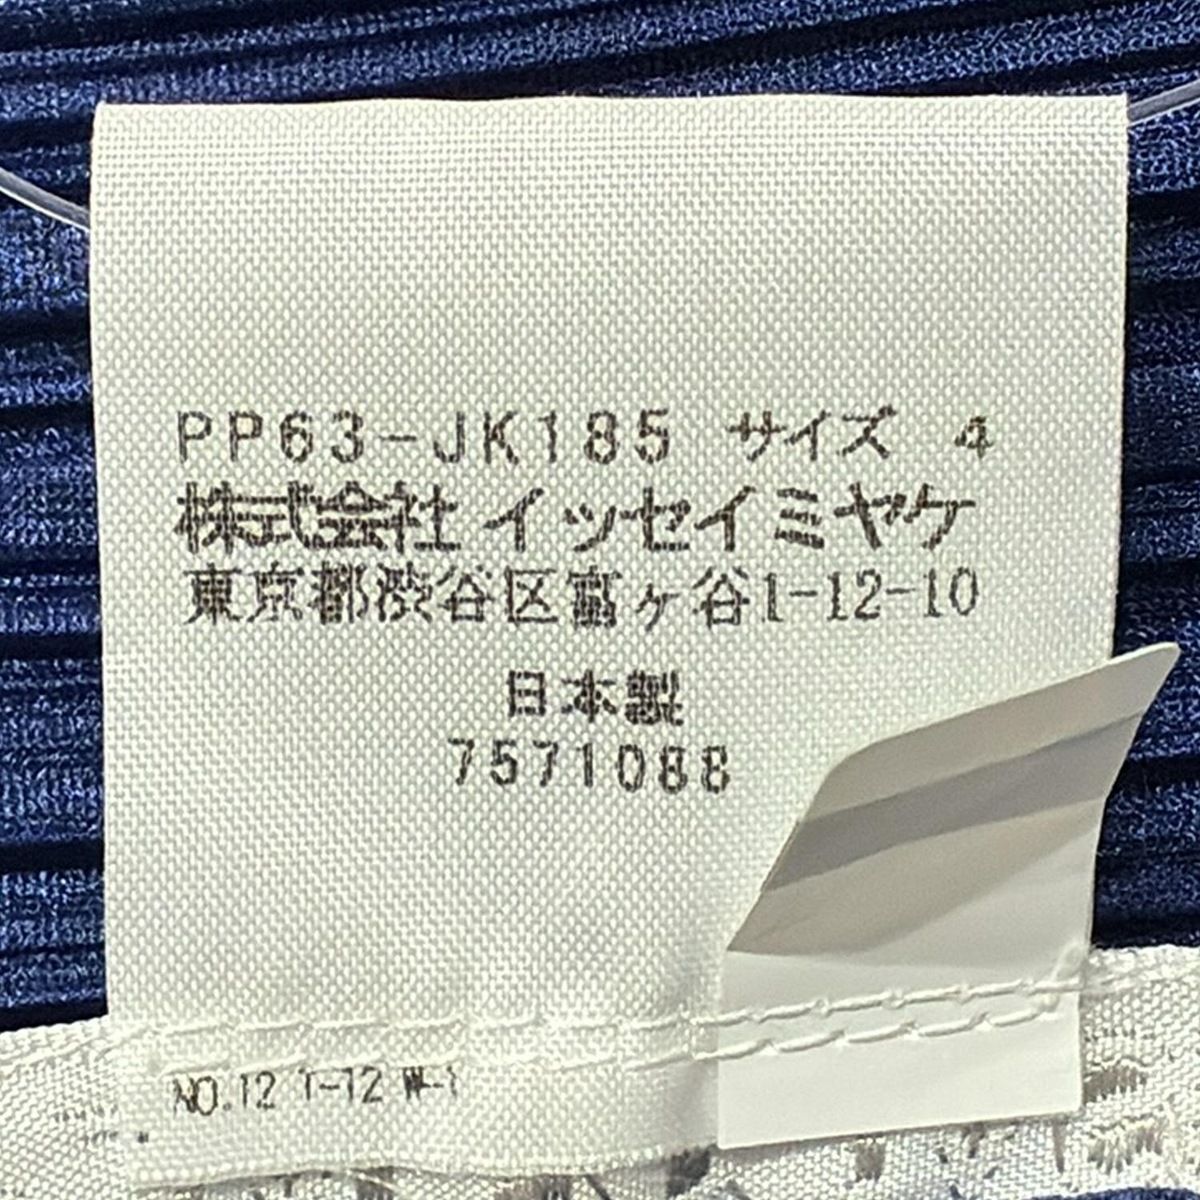 PP63-JK185 サイズ 4
株式会社 イッセイミヤケ
東京都渋谷区富ヶ谷1-12-10
日本製
7571088
NO.12 T-12 W-1